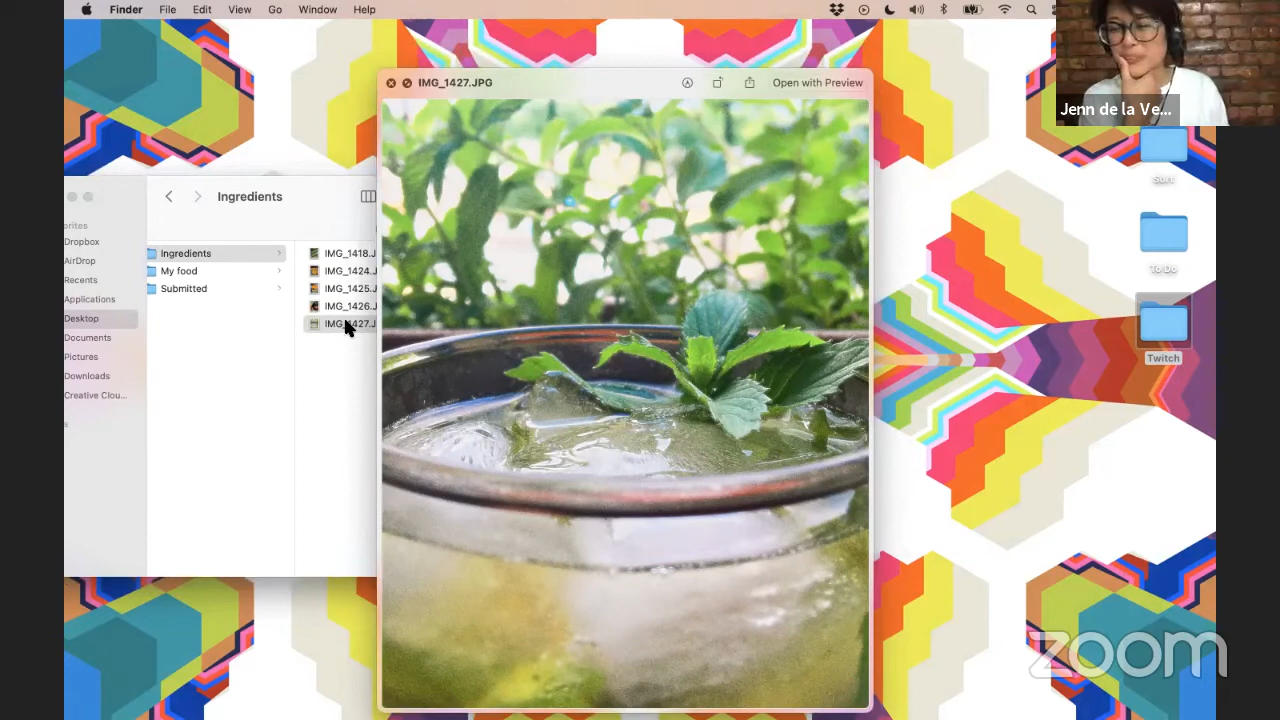 Finder File Edit View Go Window Help
IMG_1427.JPG
Open with Preview
Jenn de la Ve...
Ingredients
orites
Dropbox
AirDrop
Recents
Applications
Desktop
Documents
Pictures
Downloads
Creative Clou...
s
Ingredients
My food
Submitted
IMG_1418.J
IMG_1424.J
IMG_1425.J
IMG_1426.J
IMG_1427.J
Sort
To Do
Twitch
zoom